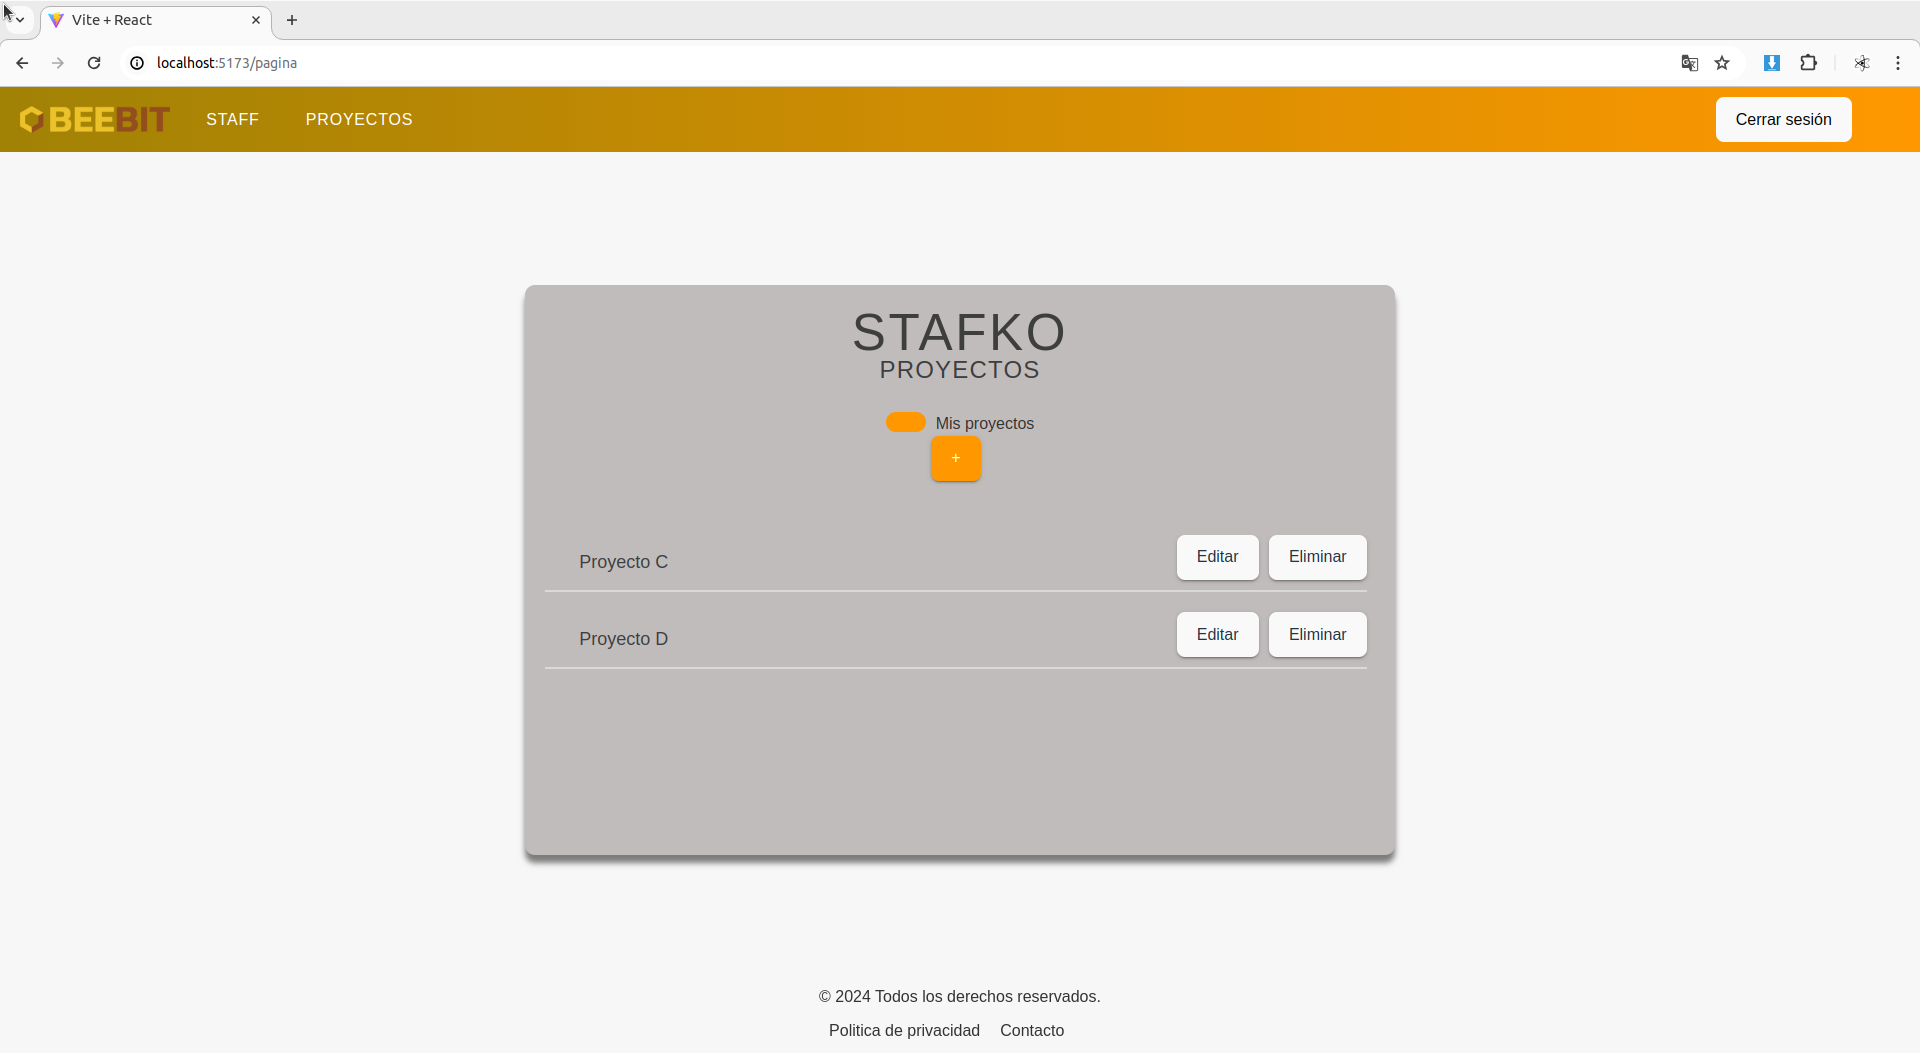 Vite + React
localhost:5173/pagina
BEEBIT STAFF PROYECTOS Cerrar sesión
STAFKO
PROYECTOS
Mis proyectos
+
Proyecto C Editar Eliminar
Proyecto D Editar Eliminar
© 2024 Todos los derechos reservados.
Politica de privacidad Contacto